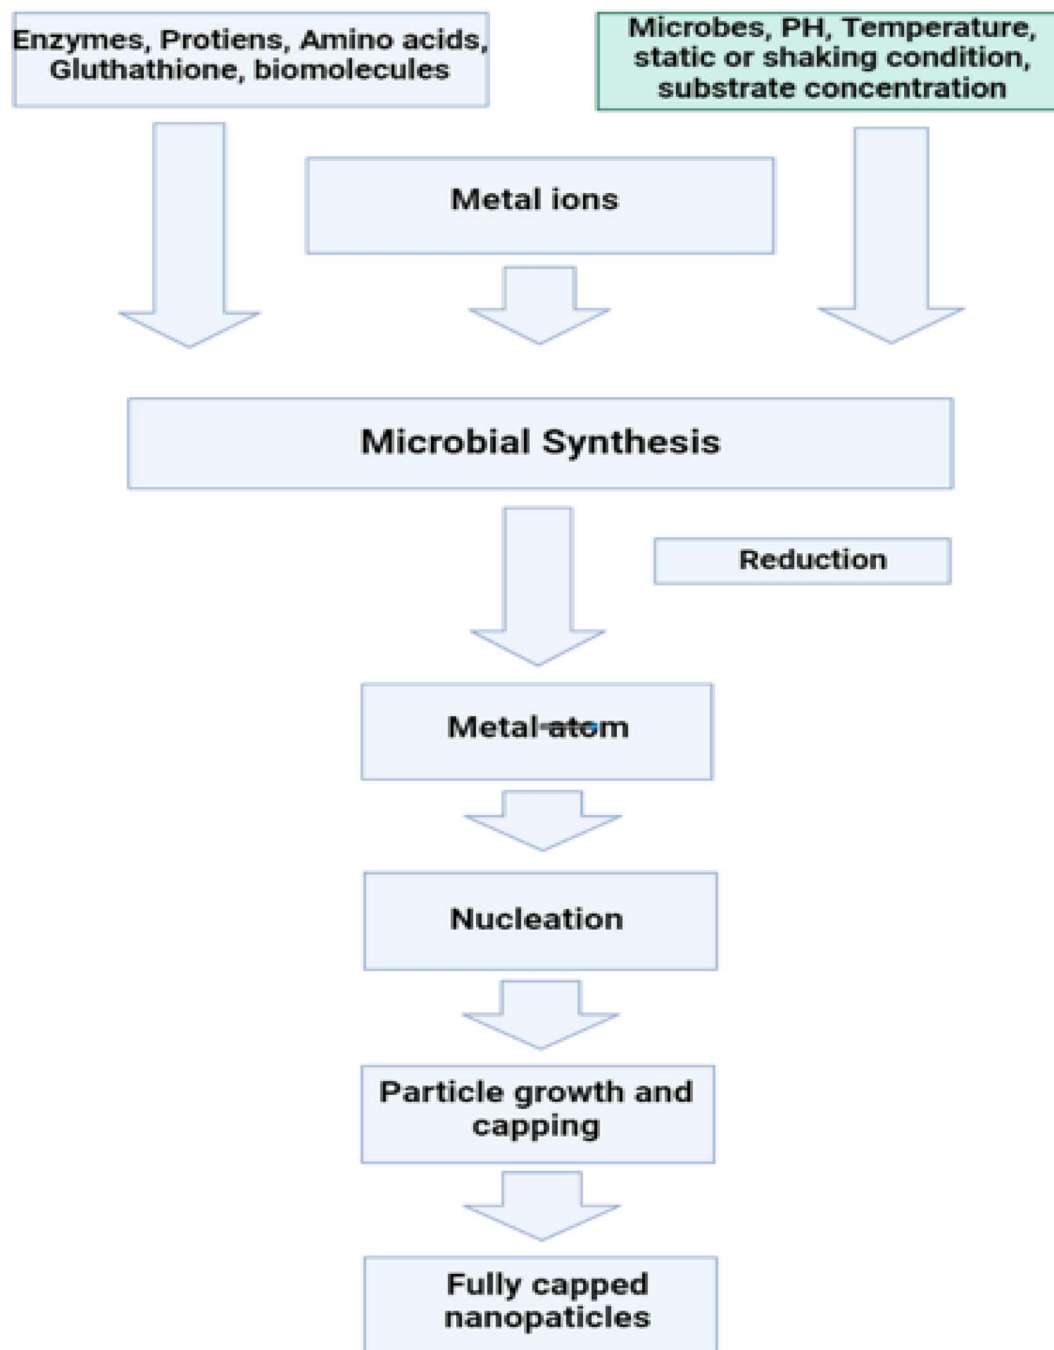 Enzymes, Protiens, Amino acids,
Gluthathione, biomolecules
Microbes, PH, Temperature,
static or shaking condition,
substrate concentration
Metal ions
Microbial Synthesis
Reduction
Metal atom
Nucleation
Particle growth and
capping
Fully capped
nanopaticles